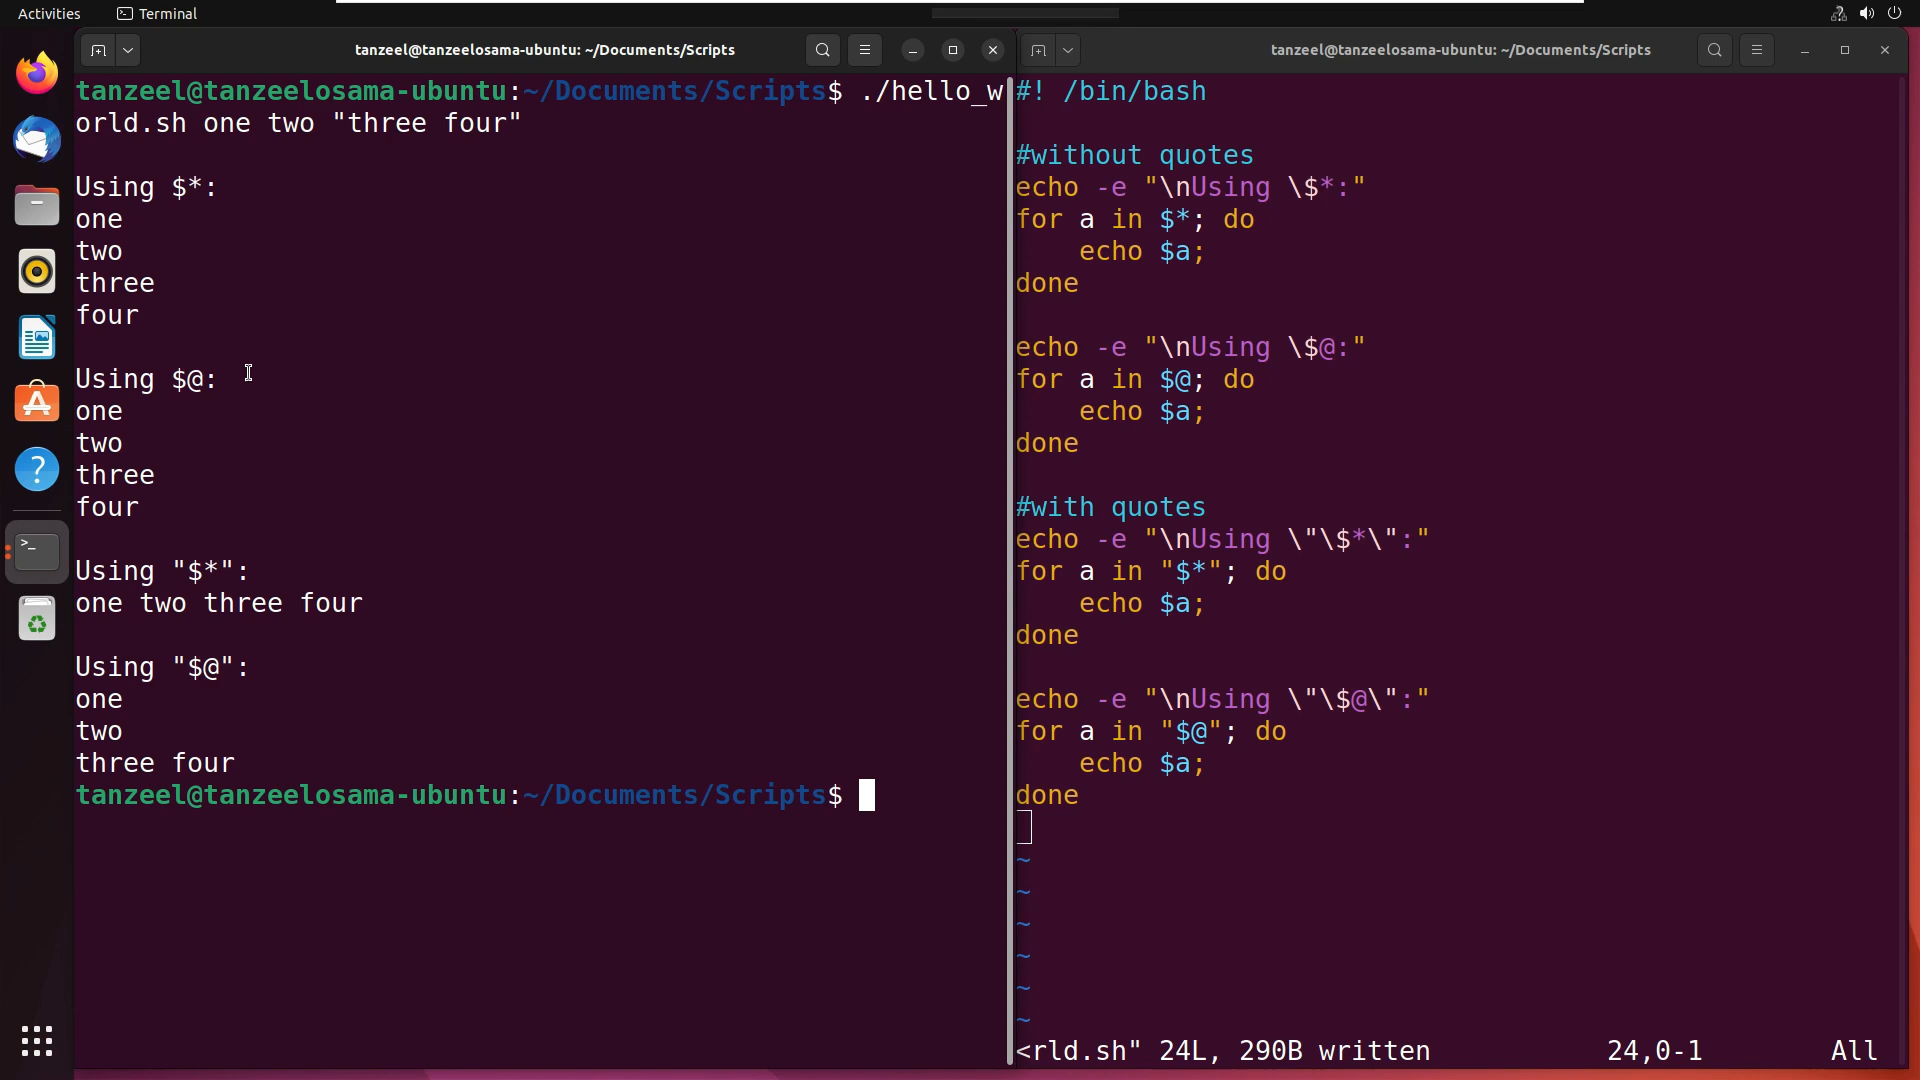 Activities
Terminal
tanzeel@tanzeelosama-ubuntu: ~/Documents/Scripts
tanzeel@tanzeelosama-ubuntu:~/Documents/Scripts$ ./hello_w
orld.sh one two "three four"
Using $*:
one
two
three
four
Using $@:
one
two
three
four
Using "$*":
one two three four
Using "$@":
one
two
three four
tanzeel@tanzeelosama-ubuntu:~/Documents/Scripts$
tanzeel@tanzeelosama-ubuntu: ~/Documents/Scripts
#! /bin/bash
#without quotes
echo -e "\nUsing \$*:"
for a in $*; do
    echo $a;
done
echo -e "\nUsing \$@:"
for a in $@; do
    echo $a;
done
#with quotes
echo -e "\nUsing \"\$*\":"
for a in "$*"; do
    echo $a;
done
echo -e "\nUsing \"\$@\":"
for a in "$@"; do
    echo $a;
done
~
~
~
~
~
~
<rld.sh" 24L, 290B written 24,0-1 All